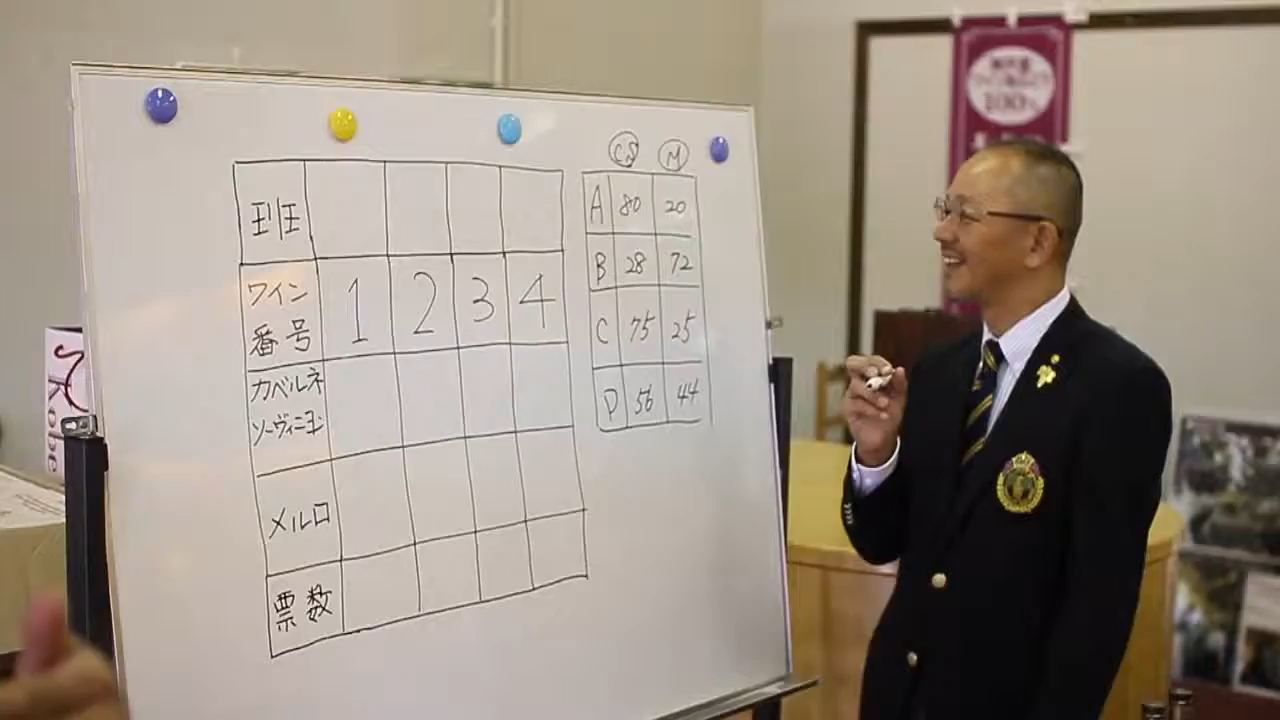 班
ワイン
番号
1 2 3 4
カベルネ
ソーヴィニヨン
メルロ
票数
CS M
A 80 20
B 28 72
C 75 25
D 56 44
100%
Kobe